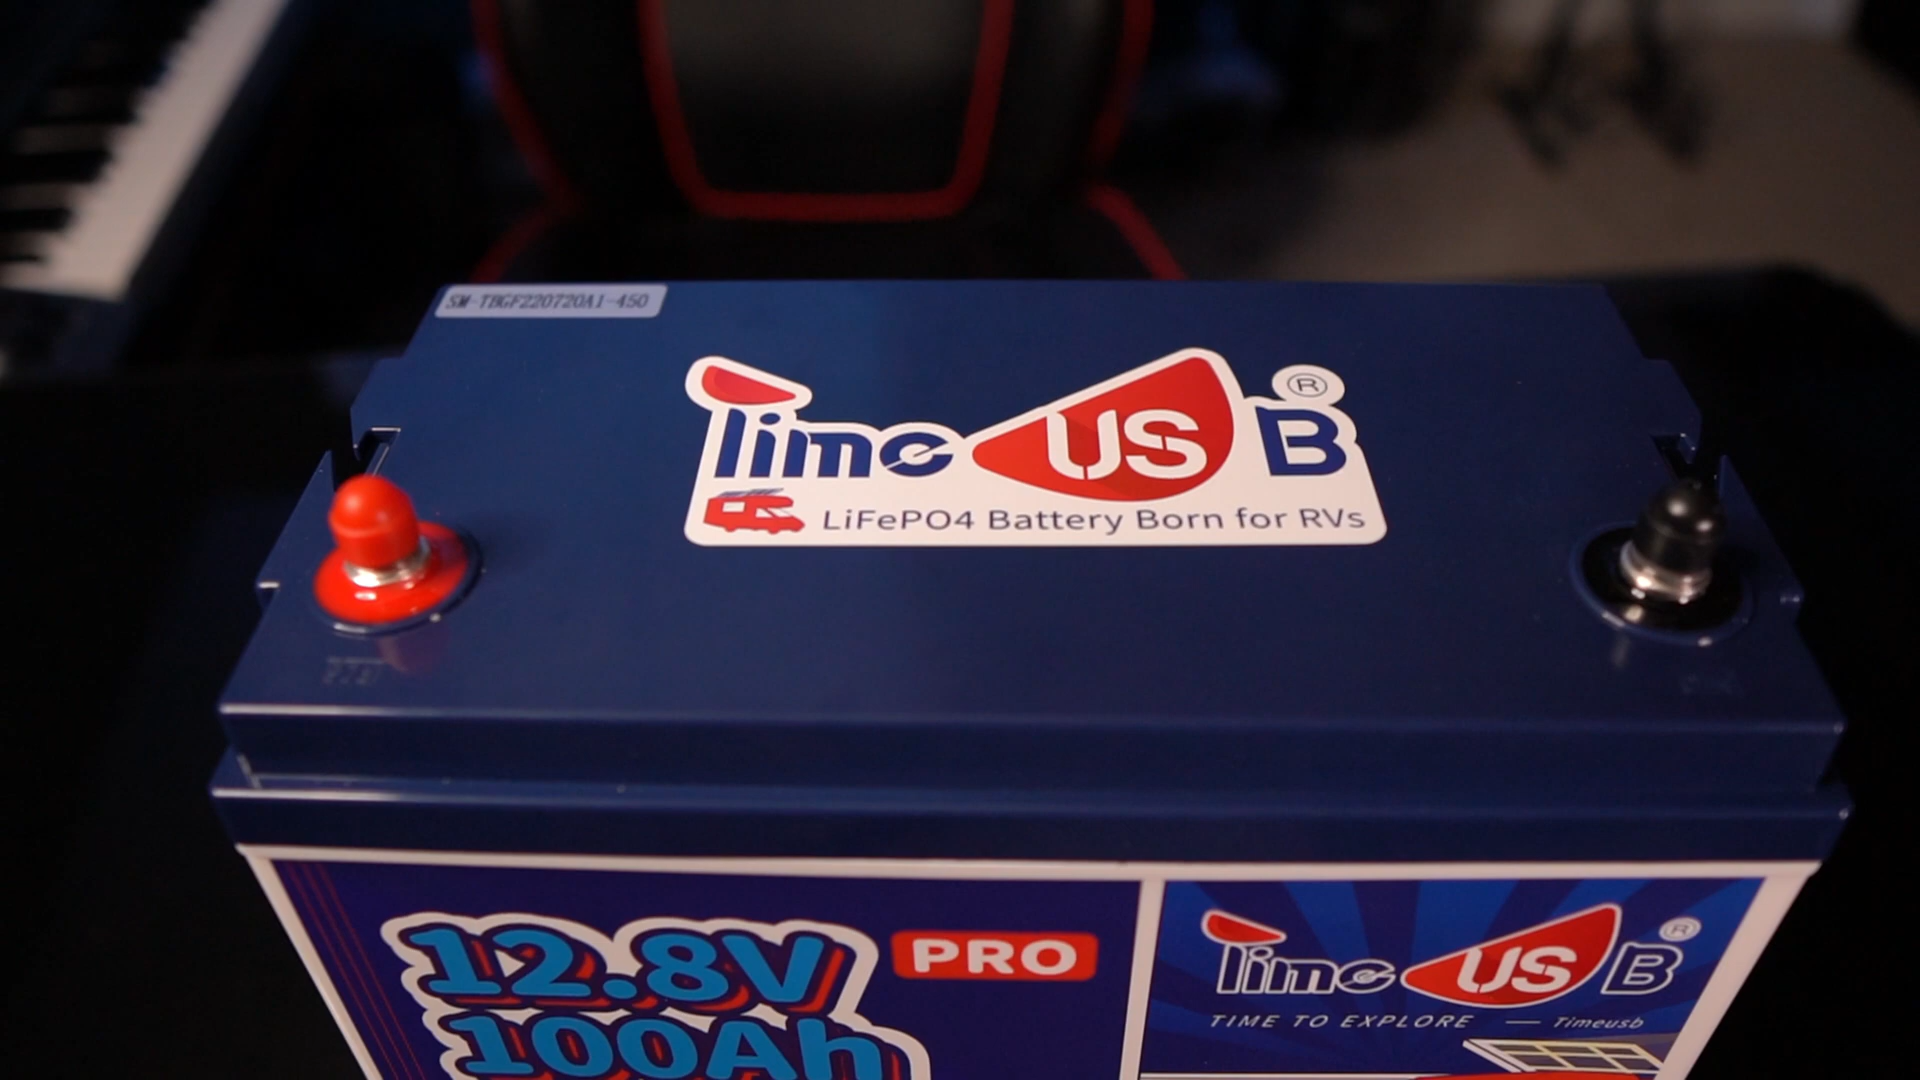 SM-TBGF220720A1-450
Timeusb®
LiFePO4 Battery Born for RVs
12.8V
PRO
100Ah
Timeusb®
TIME TO EXPLORE — Timeusb